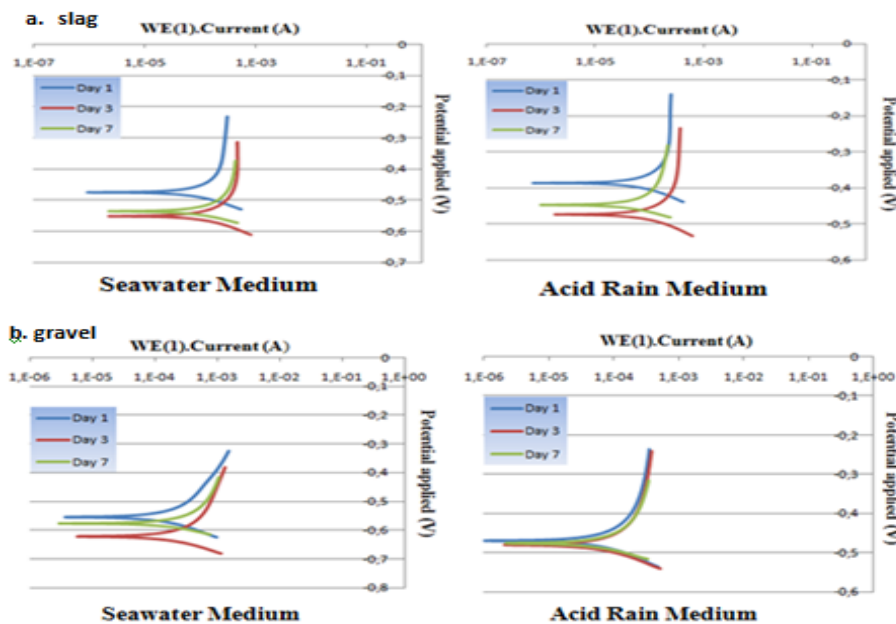 a. slag
WE(1).Current (A)
1,E-07 1,E-05 1,E-03 1,E-01
0
-0,1
-0,2
-0,3
-0,4
-0,5
-0,6
-0,7
Potential applied (V)
Day 1
Day 3
Day 7
Seawater Medium
WE(1).Current (A)
1,E-07 1,E-05 1,E-03 1,E-01
0
-0,1
-0,2
-0,3
-0,4
-0,5
-0,6
Potential applied (V)
Day 1
Day 3
Day 7
Acid Rain Medium
b. gravel
WE(1).Current (A)
1,E-06 1,E-05 1,E-04 1,E-03 1,E-02 1,E-01 1,E+00
0
-0,1
-0,2
-0,3
-0,4
-0,5
-0,6
-0,7
-0,8
Potential applied (V)
Day 1
Day 3
Day 7
Seawater Medium
WE(1).Current (A)
1,E-06 1,E-04 1,E-03 1,E-02 1,E-01 1,E+00
0
-0,1
-0,2
-0,3
-0,4
-0,5
-0,6
Potential applied (V)
Day 1
Day 3
Day 7
Acid Rain Medium